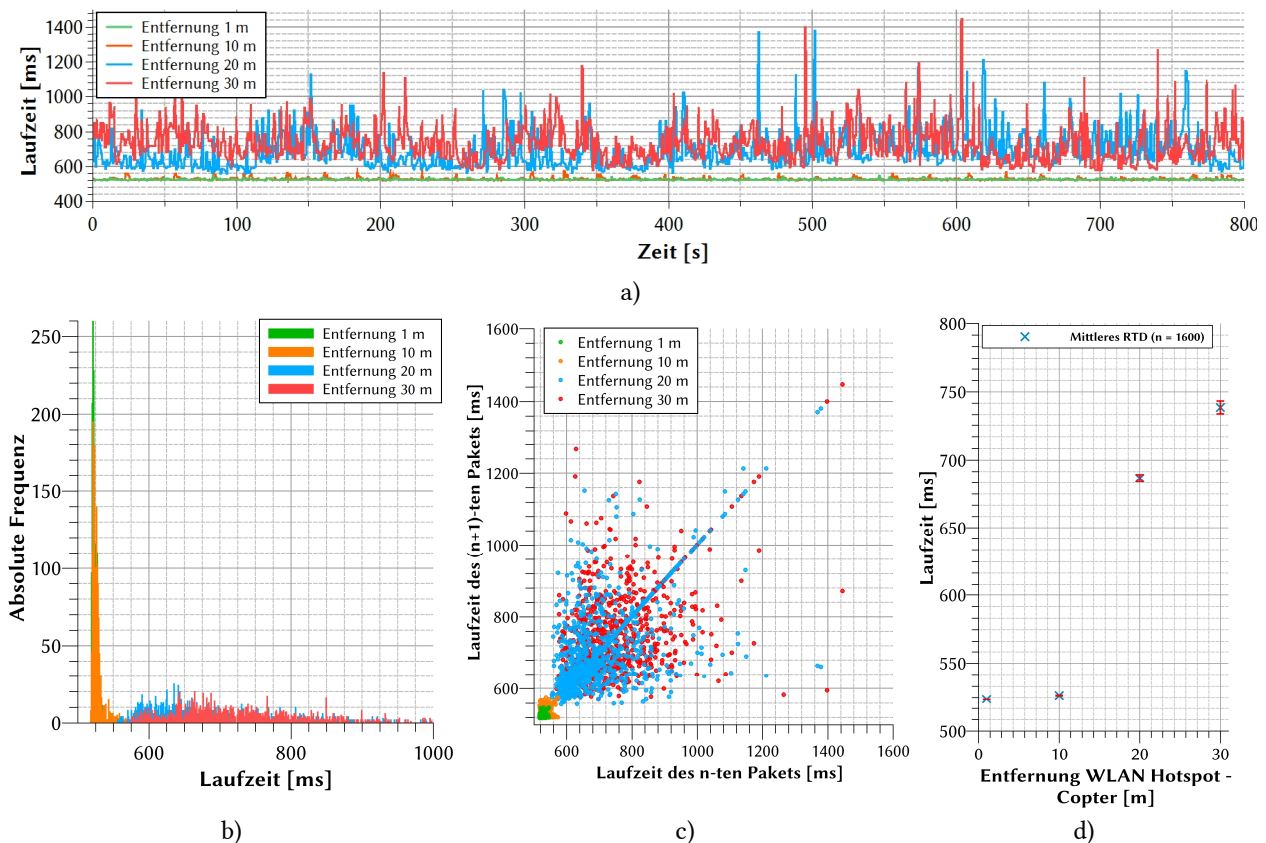 Entfernung 1 m
Entfernung 10 m
Entfernung 20 m
Entfernung 30 m
Laufzeit [ms]
1400
1200
1000
800
600
400
0 100 200 300 400 500 600 700 800
Zeit [s]
a)
Entfernung 1 m
Entfernung 10 m
Entfernung 20 m
Entfernung 30 m
Absolute Frequenz
250
200
150
100
50
0
600 800 1000
Laufzeit [ms]
b)
Entfernung 1 m
Entfernung 10 m
Entfernung 20 m
Entfernung 30 m
Laufzeit des (n+1)-ten Pakets [ms]
1600
1400
1200
1000
800
600
600 800 1000 1200 1400 1600
Laufzeit des n-ten Pakets [ms]
c)
Mittleres RTD (n = 1600)
Laufzeit [ms]
800
750
700
650
600
550
500
0 10 20 30
Entfernung WLAN Hotspot -
Copter [m]
d)